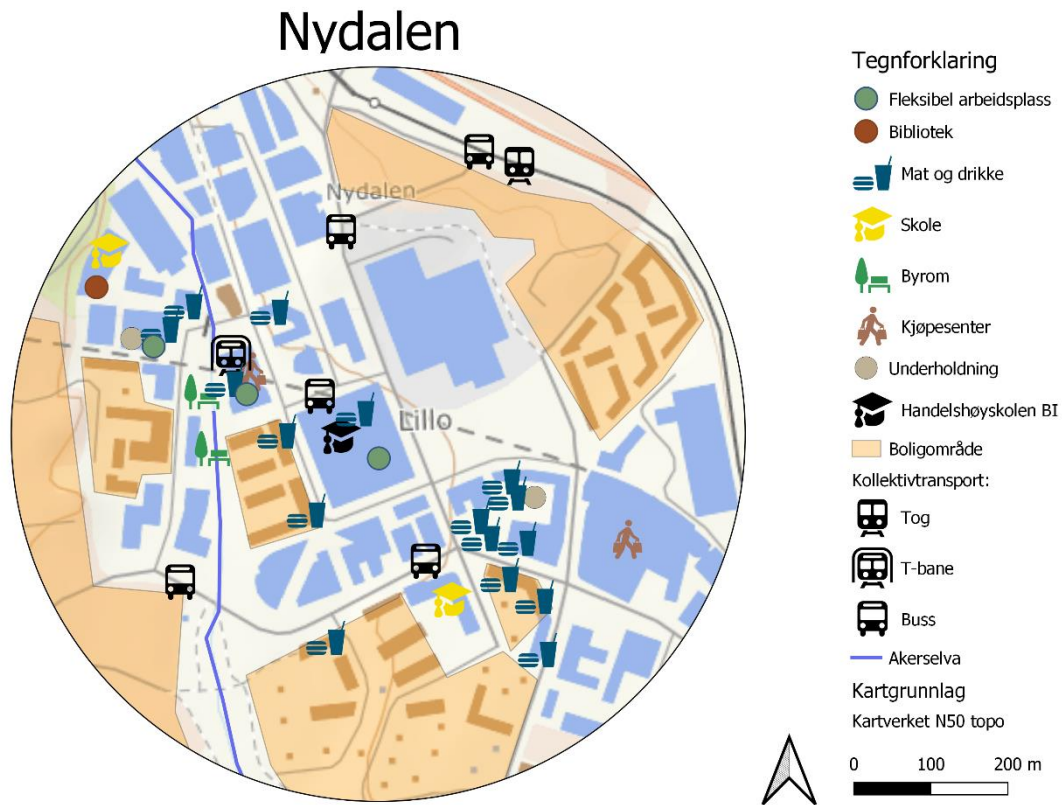 Nydalen
Nydalen
Lillo
Tegnforklaring
Fleksibel arbeidsplass
Bibliotek
Mat og drikke
Skole
Byrom
Kjøpesenter
Underholdning
Handelshøyskolen BI
Boligområde
Kollektivtransport:
Tog
T-bane
Buss
Akerselva
Kartgrunnlag
Kartverket N50 topo
0 100 200 m